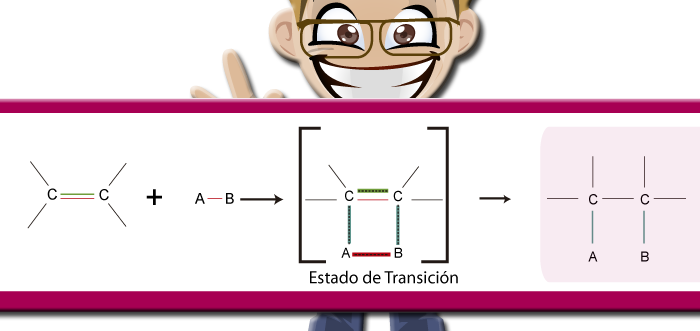 C C + A B
C C
A B
Estado de Transición
C C
A B